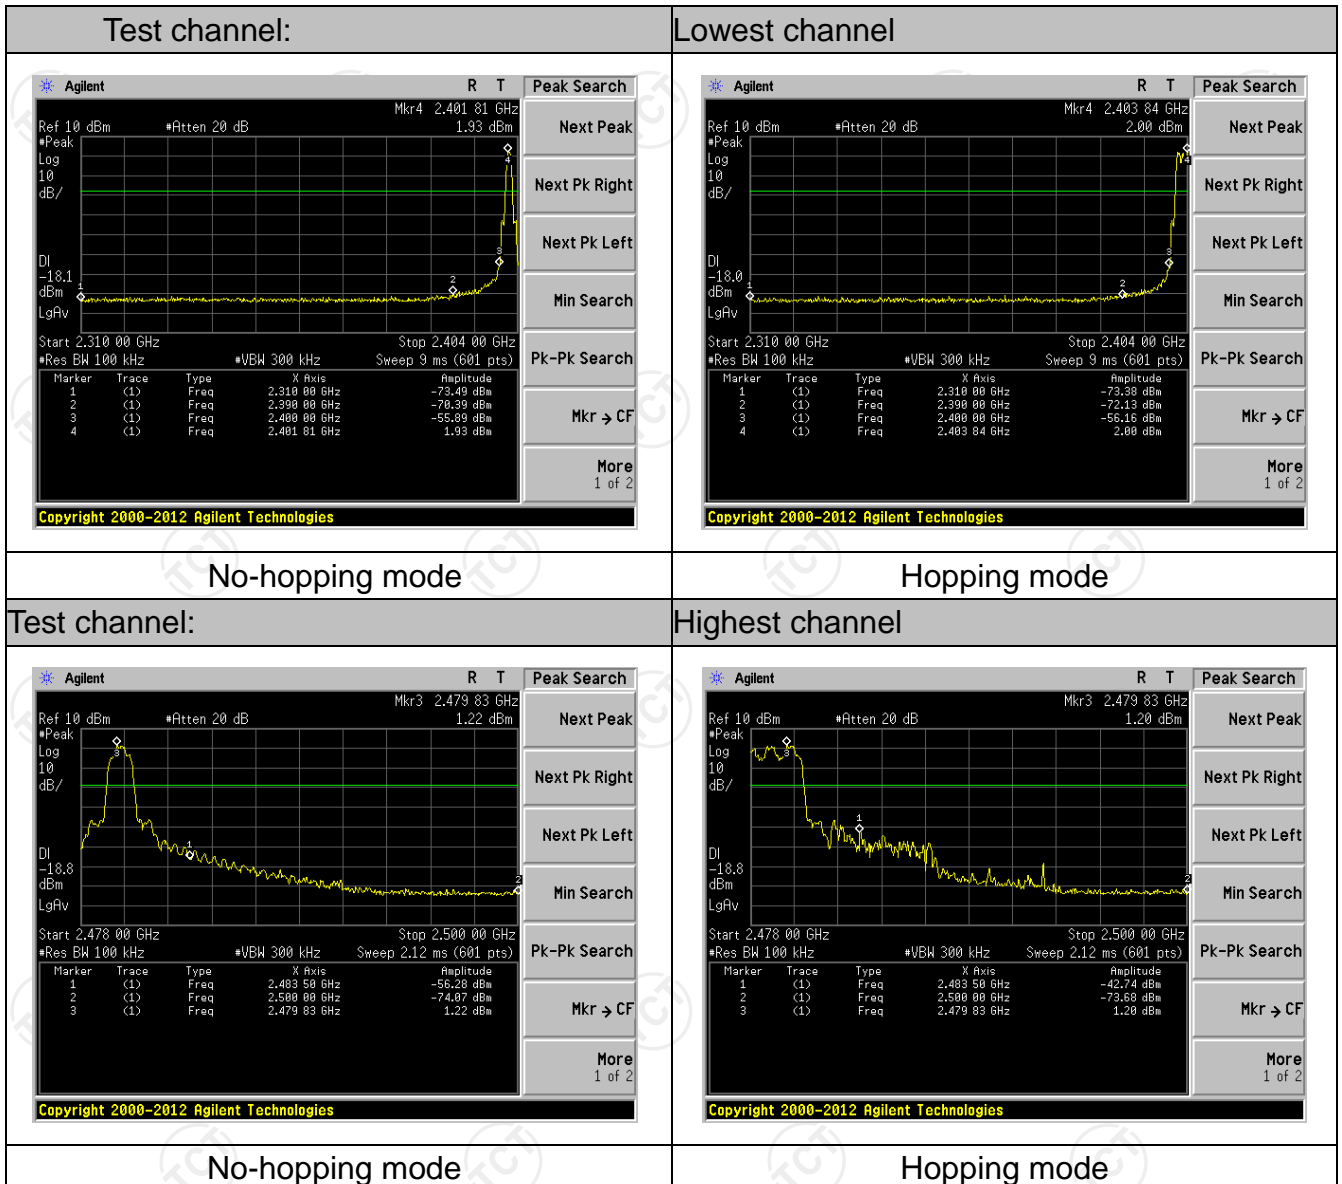 Test channel:
Lowest channel
Agilent R T Peak Search
Mkr4 2.401 81 GHz
Ref 10 dBm #Atten 20 dB 1.93 dBm
Next Peak
#Peak
Log
10
dB/
Next Pk Right
4
Next Pk Left
DI
-18.1
dBm
LgAv
1
2
3
Min Search
Start 2.310 00 GHz Stop 2.404 00 GHz
#Res BW 100 kHz #VBW 300 kHz Sweep 9 ms (601 pts)
Pk-Pk Search
Marker Trace Type X Axis Amplitude
1 (1) Freq 2.310 00 GHz -73.49 dBm
2 (1) Freq 2.390 00 GHz -70.39 dBm
3 (1) Freq 2.400 00 GHz -55.89 dBm
4 (1) Freq 2.401 81 GHz 1.93 dBm
Mkr → CF
More
1 of 2
Copyright 2000-2012 Agilent Technologies
Agilent R T Peak Search
Mkr4 2.403 84 GHz
Ref 10 dBm #Atten 20 dB 2.00 dBm
Next Peak
#Peak
Log
10
dB/
Next Pk Right
4
Next Pk Left
DI
-18.0
dBm
LgAv
1
2
3
Min Search
Start 2.310 00 GHz Stop 2.404 00 GHz
#Res BW 100 kHz #VBW 300 kHz Sweep 9 ms (601 pts)
Pk-Pk Search
Marker Trace Type X Axis Amplitude
1 (1) Freq 2.310 00 GHz -73.38 dBm
2 (1) Freq 2.390 00 GHz -72.13 dBm
3 (1) Freq 2.400 00 GHz -56.16 dBm
4 (1) Freq 2.403 84 GHz 2.00 dBm
Mkr → CF
More
1 of 2
Copyright 2000-2012 Agilent Technologies
No-hopping mode
Hopping mode
Test channel:
Highest channel
Agilent R T Peak Search
Mkr3 2.479 83 GHz
Ref 10 dBm #Atten 20 dB 1.22 dBm
Next Peak
#Peak
Log
10
dB/
3
Next Pk Right
Next Pk Left
DI
-18.8
dBm
LgAv
1
2
Min Search
Start 2.478 00 GHz Stop 2.500 00 GHz
#Res BW 100 kHz #VBW 300 kHz Sweep 2.12 ms (601 pts)
Pk-Pk Search
Marker Trace Type X Axis Amplitude
1 (1) Freq 2.483 50 GHz -56.28 dBm
2 (1) Freq 2.500 00 GHz -74.07 dBm
3 (1) Freq 2.479 83 GHz 1.22 dBm
Mkr → CF
More
1 of 2
Copyright 2000-2012 Agilent Technologies
Agilent R T Peak Search
Mkr3 2.479 83 GHz
Ref 10 dBm #Atten 20 dB 1.20 dBm
Next Peak
#Peak
Log
10
dB/
3
Next Pk Right
Next Pk Left
DI
-18.8
dBm
LgAv
1
2
Min Search
Start 2.478 00 GHz Stop 2.500 00 GHz
#Res BW 100 kHz #VBW 300 kHz Sweep 2.12 ms (601 pts)
Pk-Pk Search
Marker Trace Type X Axis Amplitude
1 (1) Freq 2.483 50 GHz -42.74 dBm
2 (1) Freq 2.500 00 GHz -73.68 dBm
3 (1) Freq 2.479 83 GHz 1.20 dBm
Mkr → CF
More
1 of 2
Copyright 2000-2012 Agilent Technologies
No-hopping mode
Hopping mode